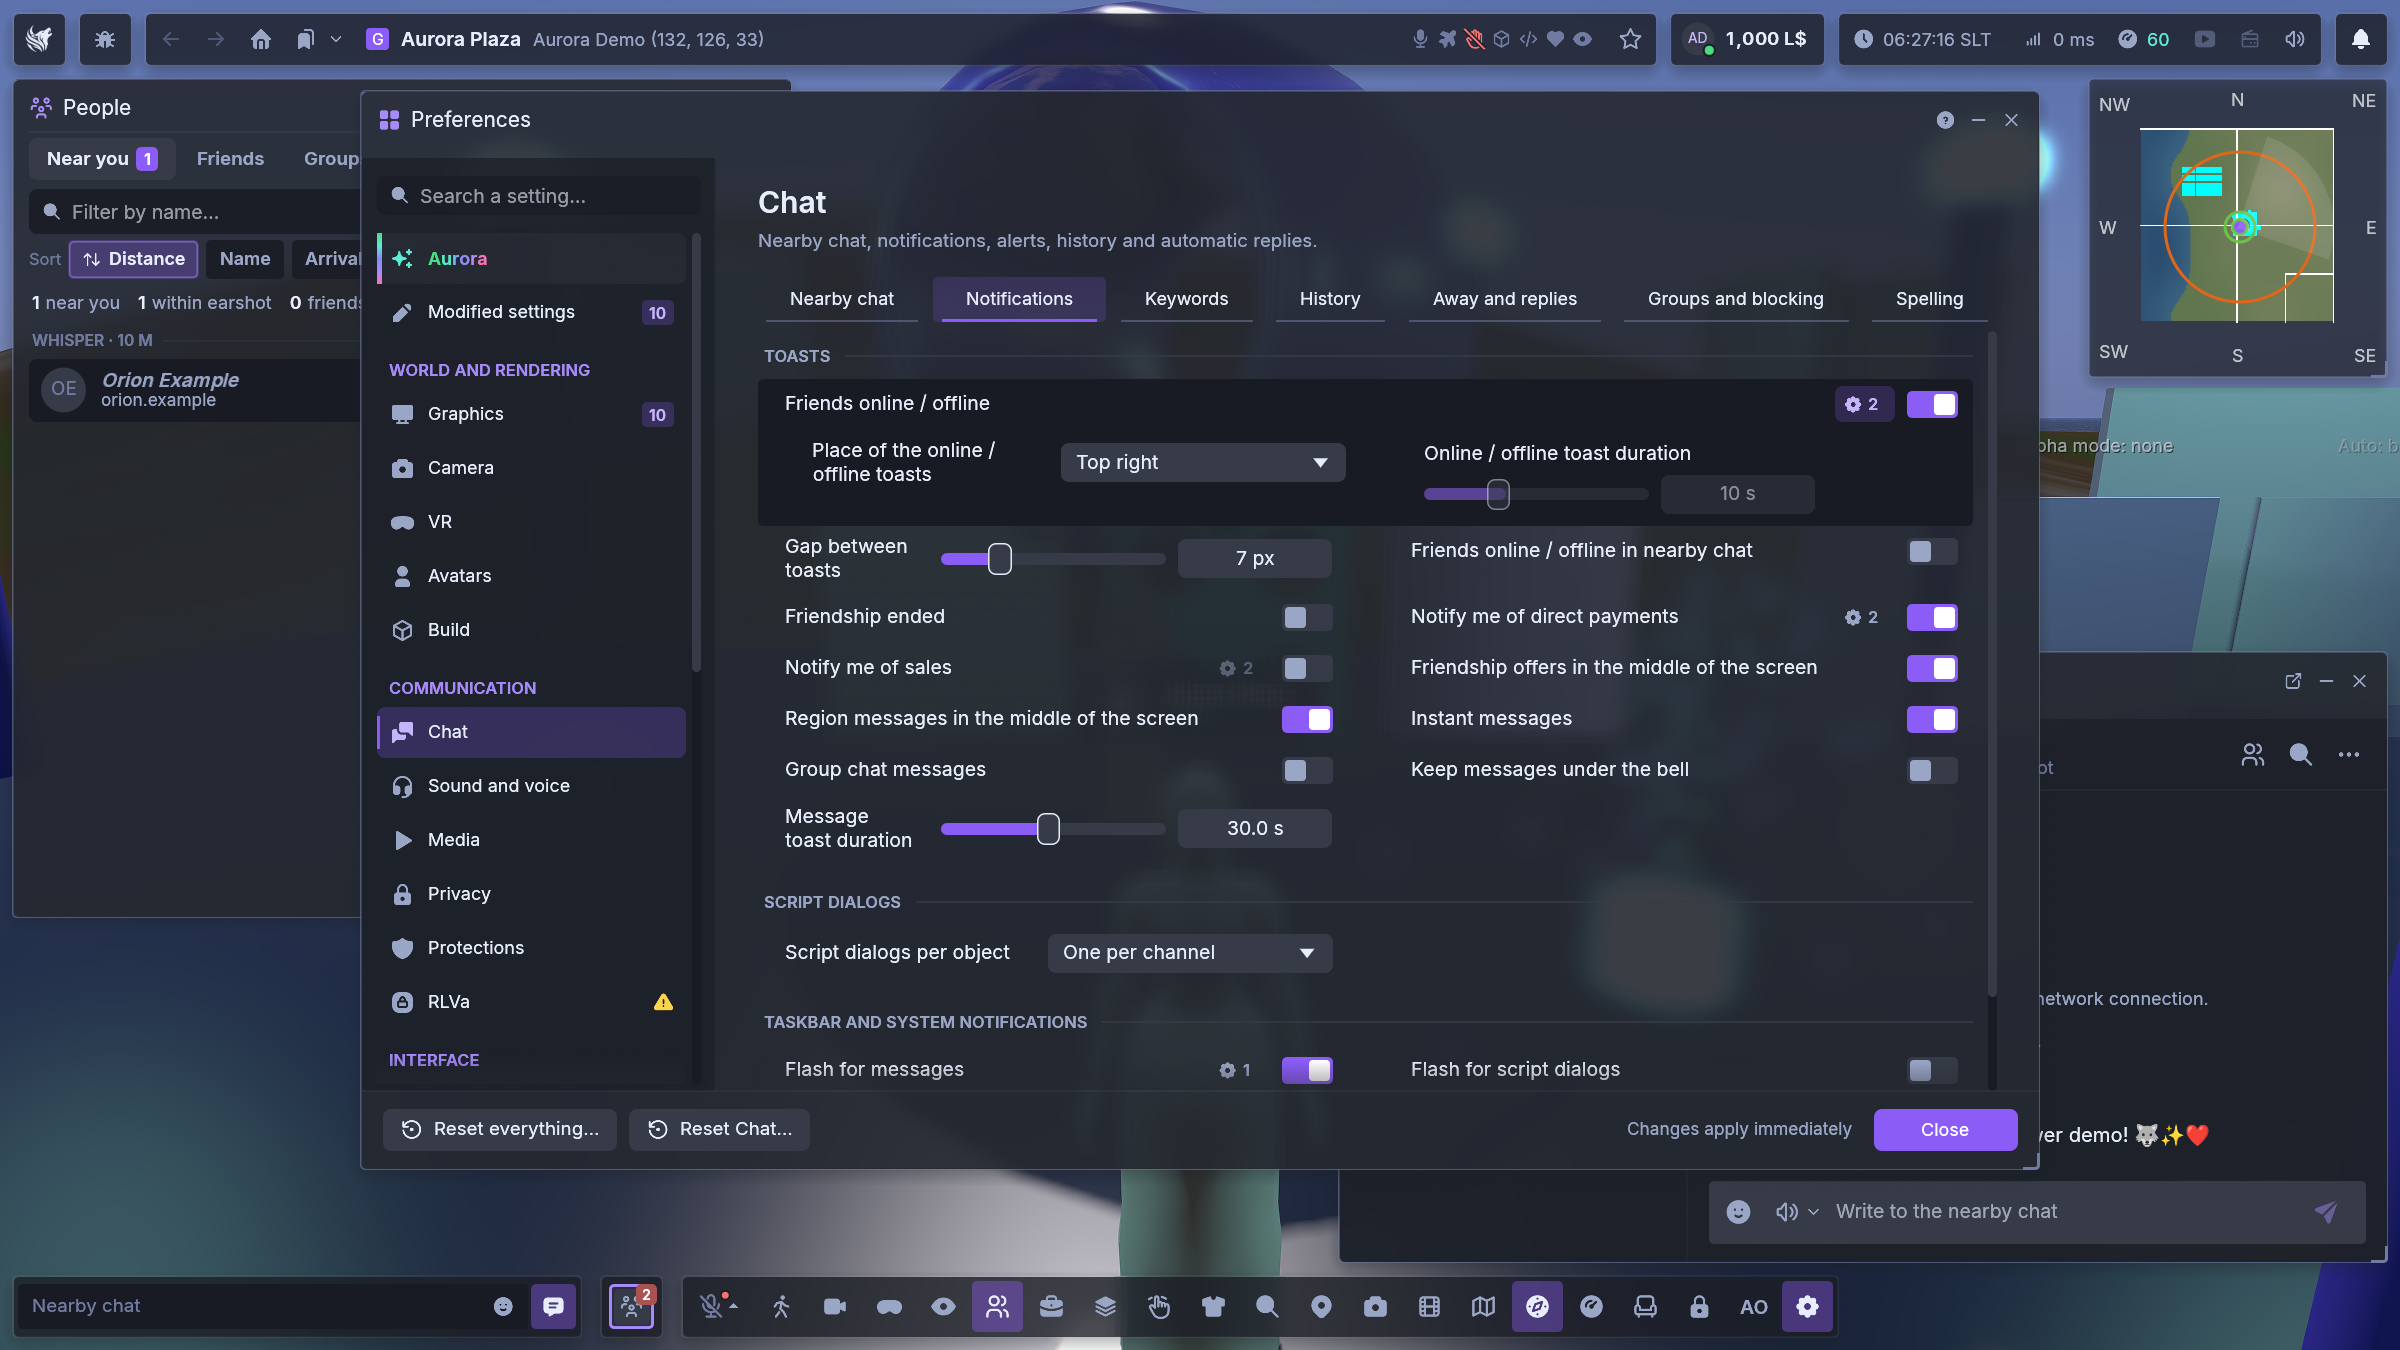 G Aurora Plaza Aurora Demo (132, 126, 33)
AD 1,000 L$
06:27:16 SLT 0 ms 60
People
Near you 1 Friends Group
Filter by name...
Sort Distance Name Arrival
1 near you 1 within earshot 0 friends
WHISPER · 10 M
OE
Orion Example
orion.example
Preferences
Search a setting...
Aurora
Modified settings 10
WORLD AND RENDERING
Graphics 10
Camera
VR
Avatars
Build
COMMUNICATION
Chat
Sound and voice
Media
Privacy
Protections
RLVa
INTERFACE
Chat
Nearby chat, notifications, alerts, history and automatic replies.
Nearby chat Notifications Keywords History Away and replies Groups and blocking Spelling
TOASTS
Friends online / offline 2
Place of the online /
offline toasts
Top right
Online / offline toast duration
10 s
Gap between
toasts
7 px
Friends online / offline in nearby chat
Friendship ended
Notify me of direct payments 2
Notify me of sales 2
Friendship offers in the middle of the screen
Region messages in the middle of the screen
Instant messages
Group chat messages
Keep messages under the bell
Message
toast duration
30.0 s
SCRIPT DIALOGS
Script dialogs per object One per channel
TASKBAR AND SYSTEM NOTIFICATIONS
Flash for messages 1
Flash for script dialogs
Reset everything... Reset Chat...
Changes apply immediately Close
NW N NE
W E
SW S SE
pha mode: none Auto: b
ot
network connection.
ver demo! 🐺✨❤️
Write to the nearby chat
Nearby chat
2
AO